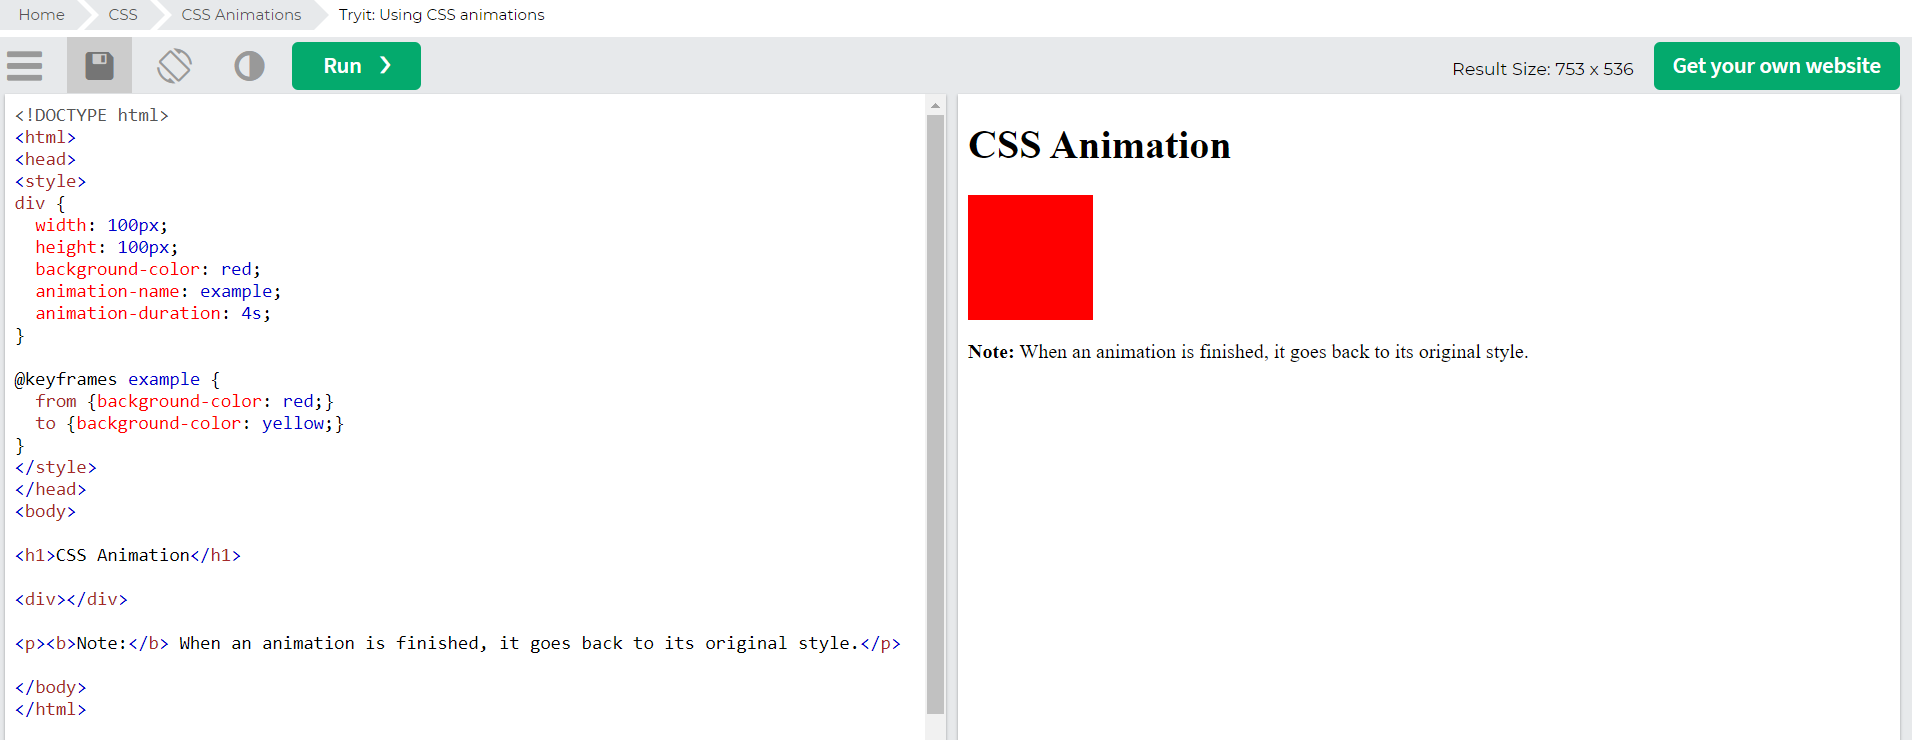 Home CSS CSS Animations Tryit: Using CSS animations
Run ❯ Result Size: 753 x 536 Get your own website
<!DOCTYPE html>
<html>
<head>
<style>
div {
  width: 100px;
  height: 100px;
  background-color: red;
  animation-name: example;
  animation-duration: 4s;
}

@keyframes example {
  from {background-color: red;}
  to {background-color: yellow;}
}
</style>
</head>
<body>

<h1>CSS Animation</h1>

<div></div>

<p><b>Note:</b> When an animation is finished, it goes back to its original style.</p>

</body>
</html>
CSS Animation
Note: When an animation is finished, it goes back to its original style.